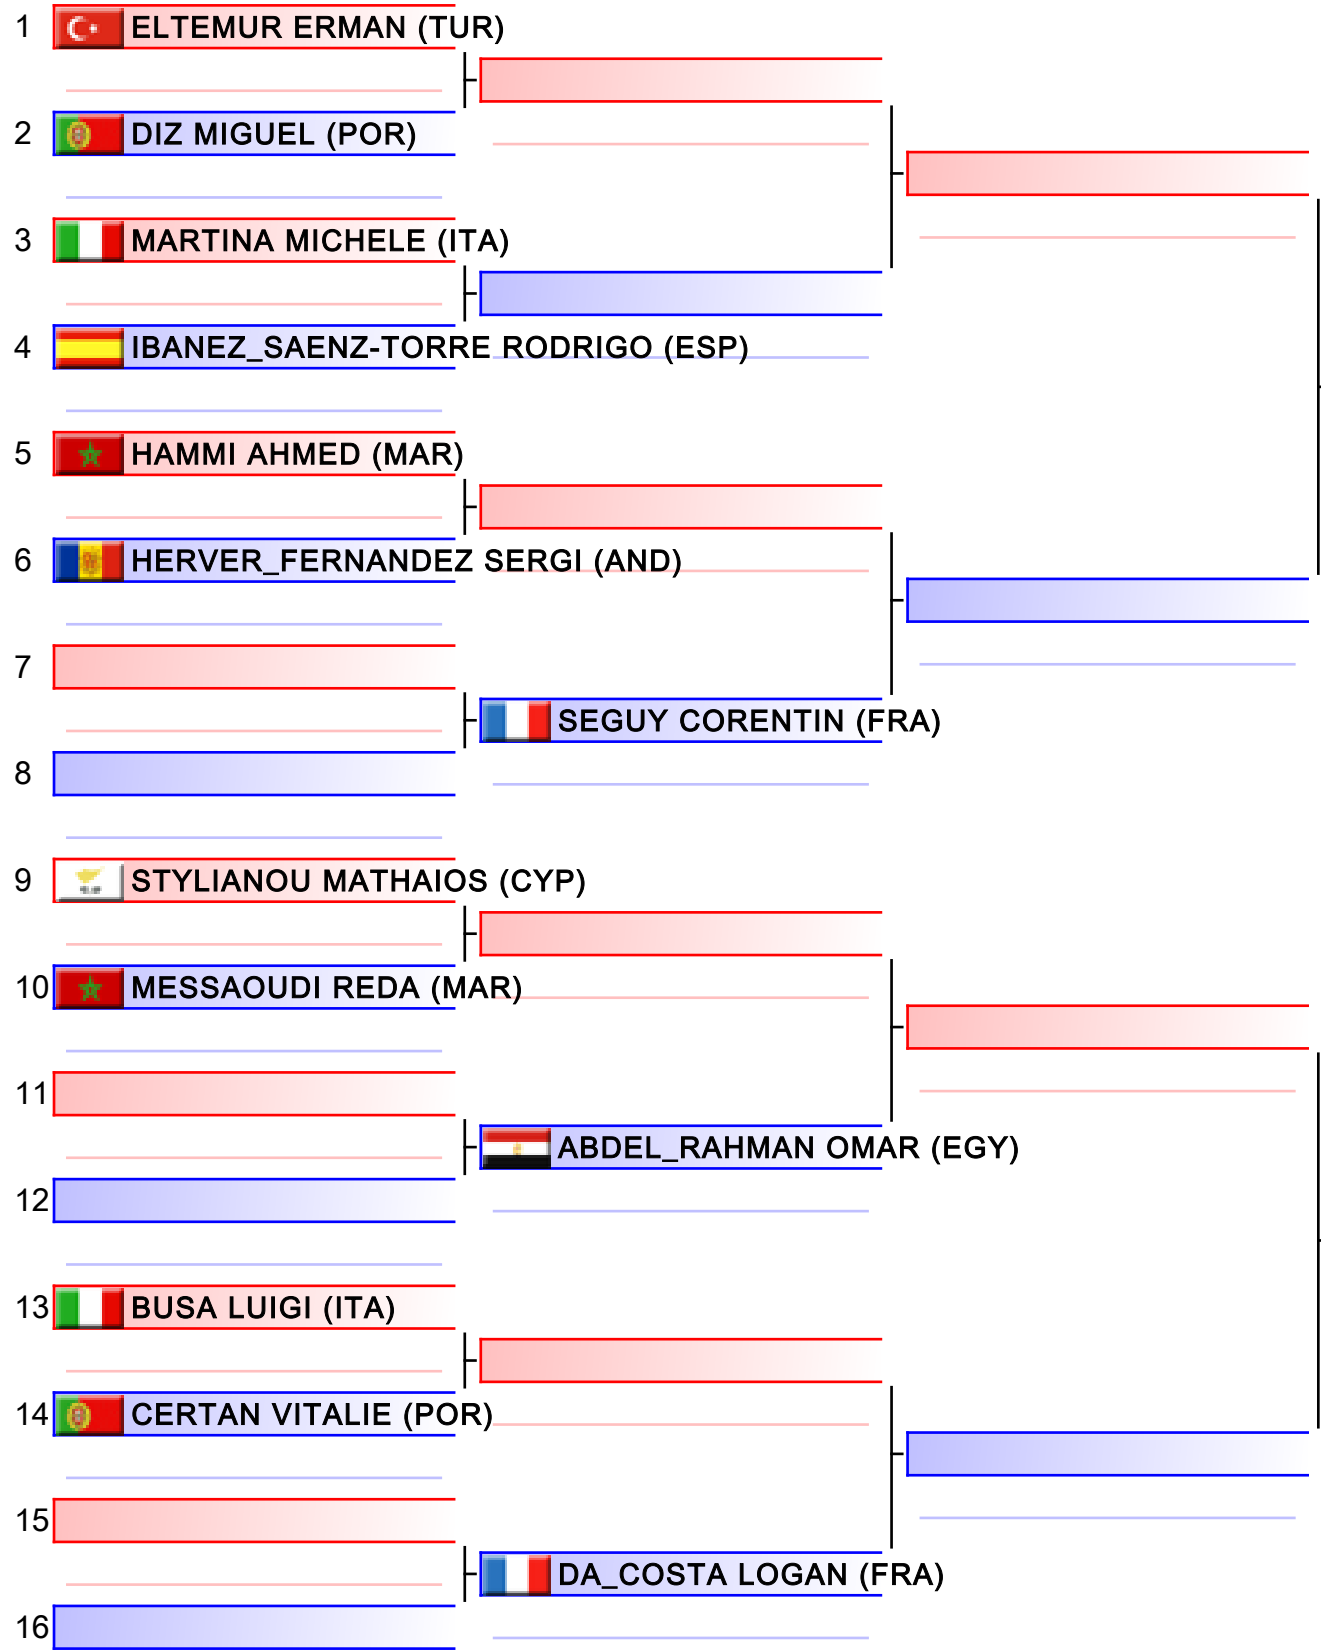 1 ELTEMUR ERMAN (TUR)
2 DIZ MIGUEL (POR)
3 MARTINA MICHELE (ITA)
4 IBANEZ_SAENZ-TORRE RODRIGO (ESP)
5 HAMMI AHMED (MAR)
6 HERVER_FERNANDEZ SERGI (AND)
7
SEGUY CORENTIN (FRA)
8
9 STYLIANOU MATHAIOS (CYP)
10 MESSAOUDI REDA (MAR)
11
ABDEL_RAHMAN OMAR (EGY)
12
13 BUSA LUIGI (ITA)
14 CERTAN VITALIE (POR)
15
DA_COSTA LOGAN (FRA)
16